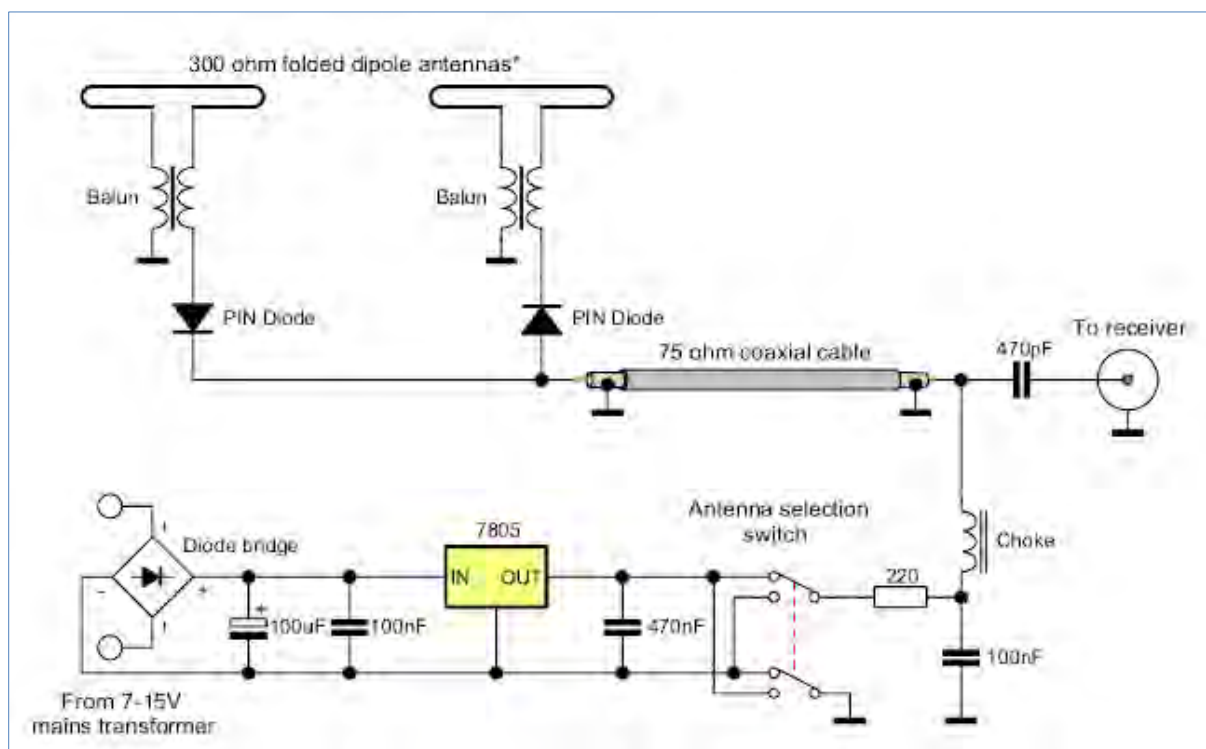 300 ohm folded dipole antennas*
Balun
Balun
PIN Diode
PIN Diode
To receiver
75 ohm coaxial cable
470pF
Antenna selection
switch
7805
Diode bridge
Choke
IN OUT
220
-
+
+
100uF
100nF
470nF
100nF
From 7-15V
mains transformer